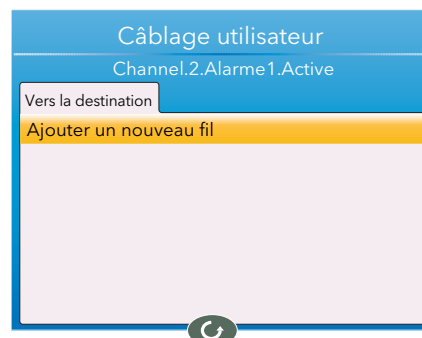 Câblage utilisateur
Channel.2.Alarme1.Active
Vers la destination
Ajouter un nouveau fil